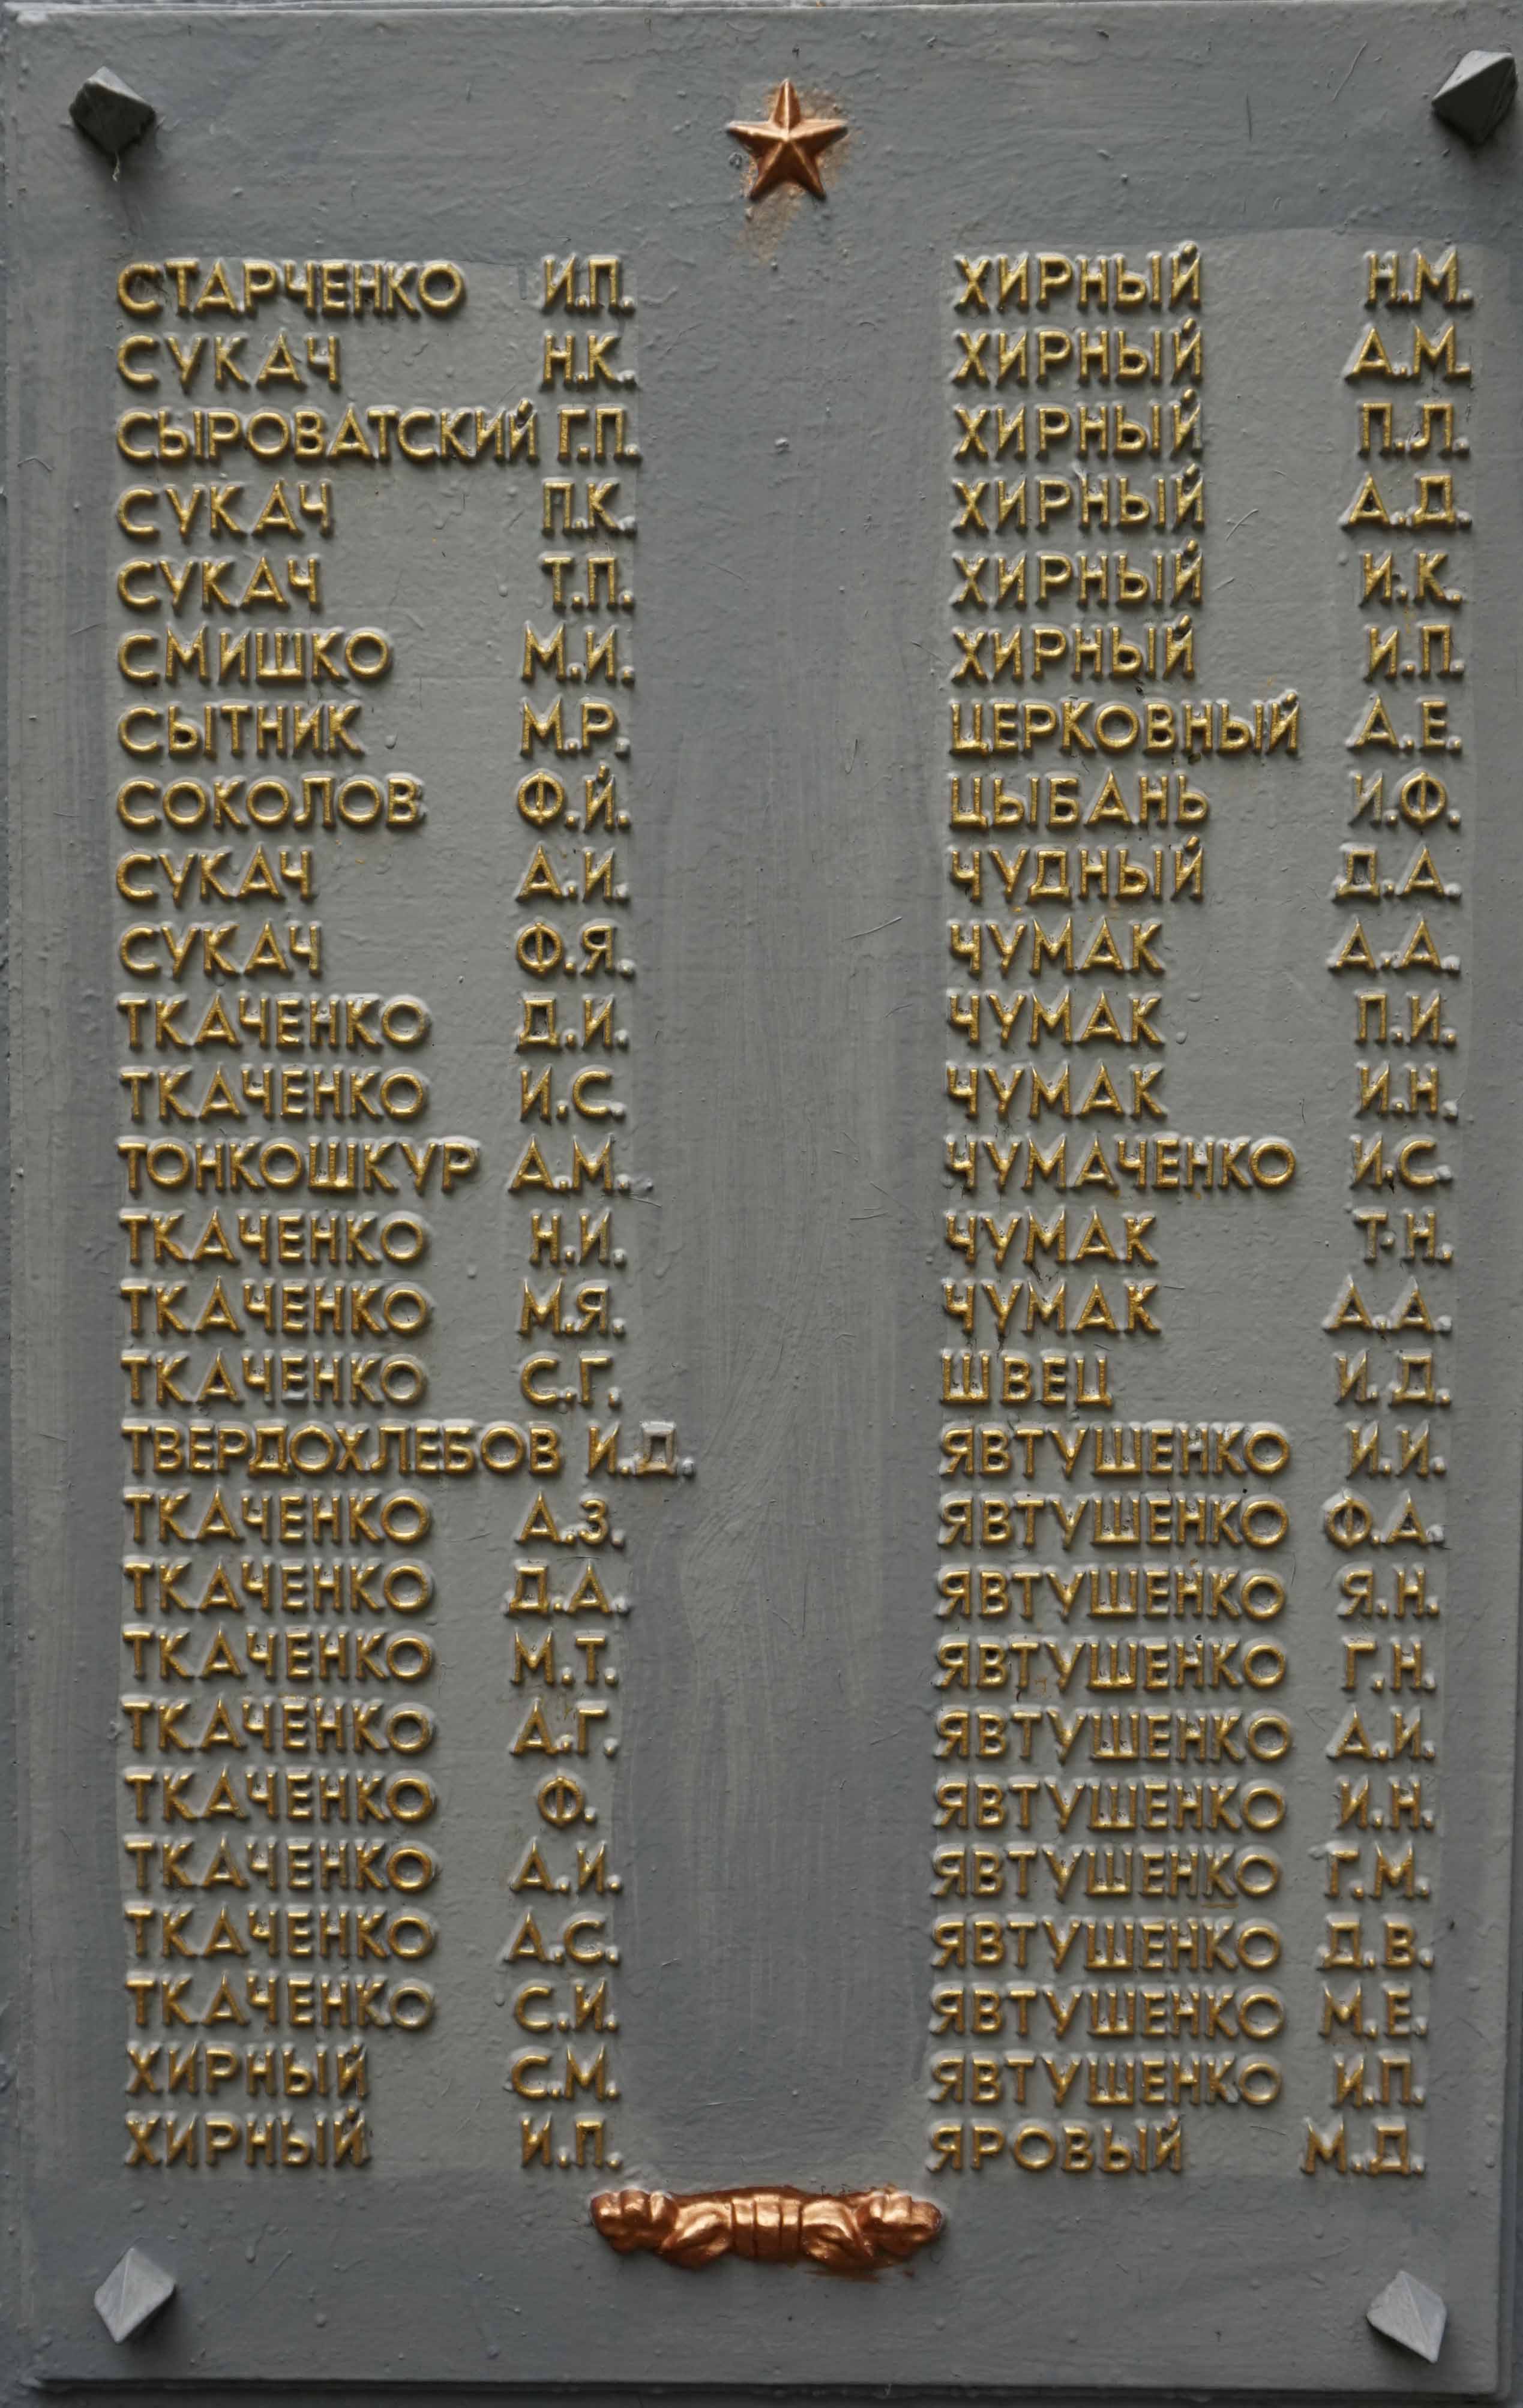 СТАРЧЕНКО И.П.
СУКАЧ Н.К.
СЫРОВАТСКИЙ Г.П.
СУКАЧ П.К.
СУКАЧ Т.П.
СМИШКО М.И.
СЫТНИК М.Р.
СОКОЛОВ Ф.Й.
СУКАЧ А.И.
СУКАЧ Ф.Я.
ТКАЧЕНКО Д.И.
ТКАЧЕНКО И.С.
ТОНКОШКУР А.М.
ТКАЧЕНКО Н.И.
ТКАЧЕНКО М.Я.
ТКАЧЕНКО С.Г.
ТВЕРДОХЛЕБОВ И.Д.
ТКАЧЕНКО А.З.
ТКАЧЕНКО Д.А.
ТКАЧЕНКО М.Т.
ТКАЧЕНКО А.Г.
ТКАЧЕНКО Ф.
ТКАЧЕНКО А.И.
ТКАЧЕНКО А.С.
ТКАЧЕНКО С.И.
ХИРНЫЙ С.М.
ХИРНЫЙ И.П.
ХИРНЫЙ Н.М.
ХИРНЫЙ А.М.
ХИРНЫЙ П.Л.
ХИРНЫЙ А.Д.
ХИРНЫЙ И.К.
ХИРНЫЙ И.П.
ЦЕРКОВНЫЙ А.Е.
ЦЫБАНЬ И.Ф.
ЧУДНЫЙ Д.А.
ЧУМАК А.А.
ЧУМАК П.И.
ЧУМАК И.Н.
ЧУМАЧЕНКО И.С.
ЧУМАК Т.Н.
ЧУМАК А.А.
ШВЕЦ И.Д.
ЯВТУШЕНКО И.И.
ЯВТУШЕНКО Ф.А.
ЯВТУШЕНКО Я.Н.
ЯВТУШЕНКО Г.Н.
ЯВТУШЕНКО А.И.
ЯВТУШЕНКО И.Н.
ЯВТУШЕНКО Г.М.
ЯВТУШЕНКО Д.В.
ЯВТУШЕНКО М.Е.
ЯВТУШЕНКО И.П.
ЯРОВЫЙ М.Д.